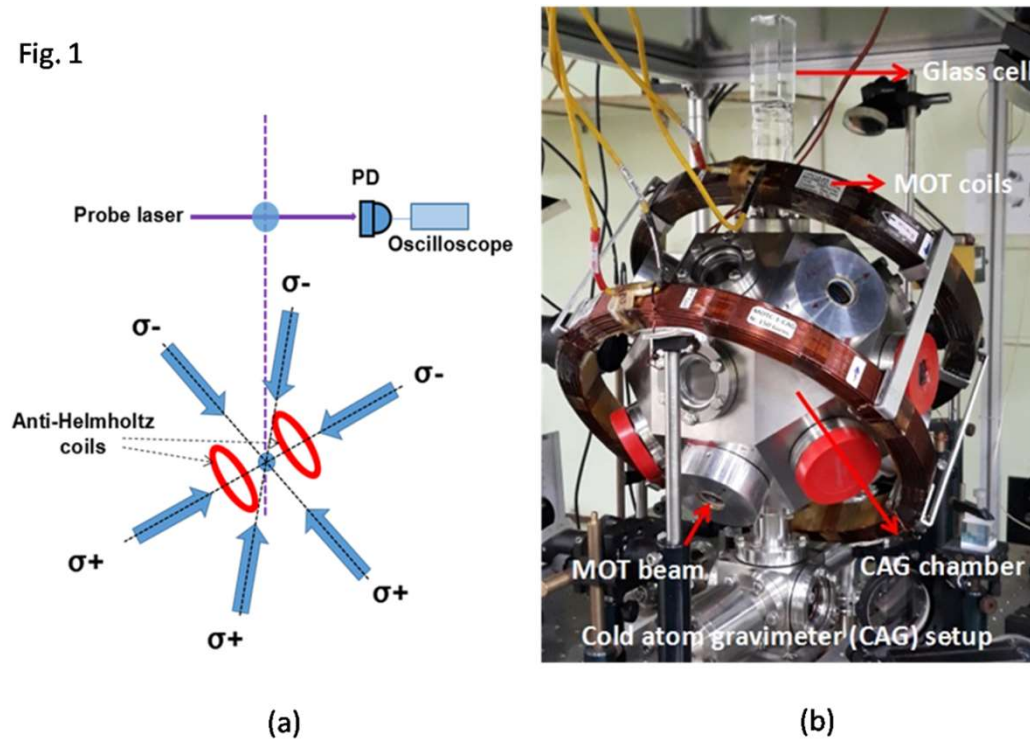 Fig. 1
PD
Probe laser
Oscilloscope
σ-
σ-
σ-
Anti-Helmholtz
coils
σ+
σ+
σ+
(a)
Glass cell
MOT coils
MOT beam
CAG chamber
Cold atom gravimeter (CAG) setup
(b)